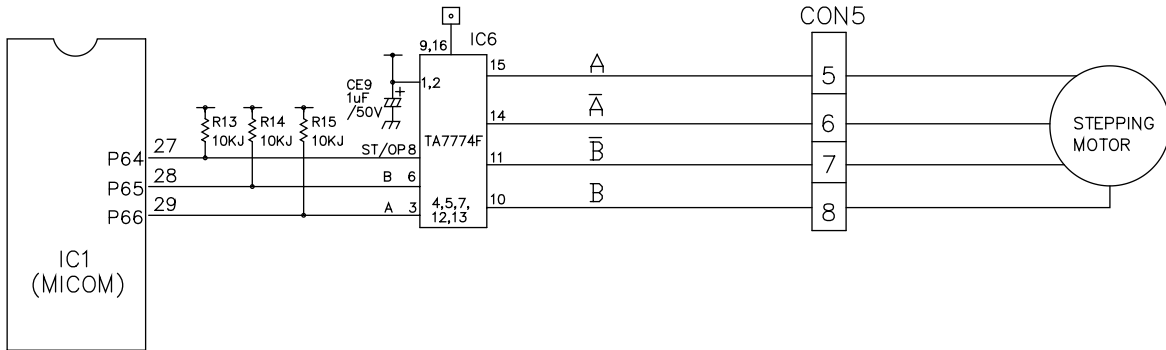 CON5
9,16
IC6
15
A
5
CE9
1uF
/50V
+
1,2
14
A̅
6
STEPPING
MOTOR
R13
10KJ
R14
10KJ
R15
10KJ
TA7774F
P64
27
ST/OP
8
11
B̅
7
P65
28
B
6
P66
29
A
3
4,5,7,
12,13
10
B
8
IC1
(MICOM)